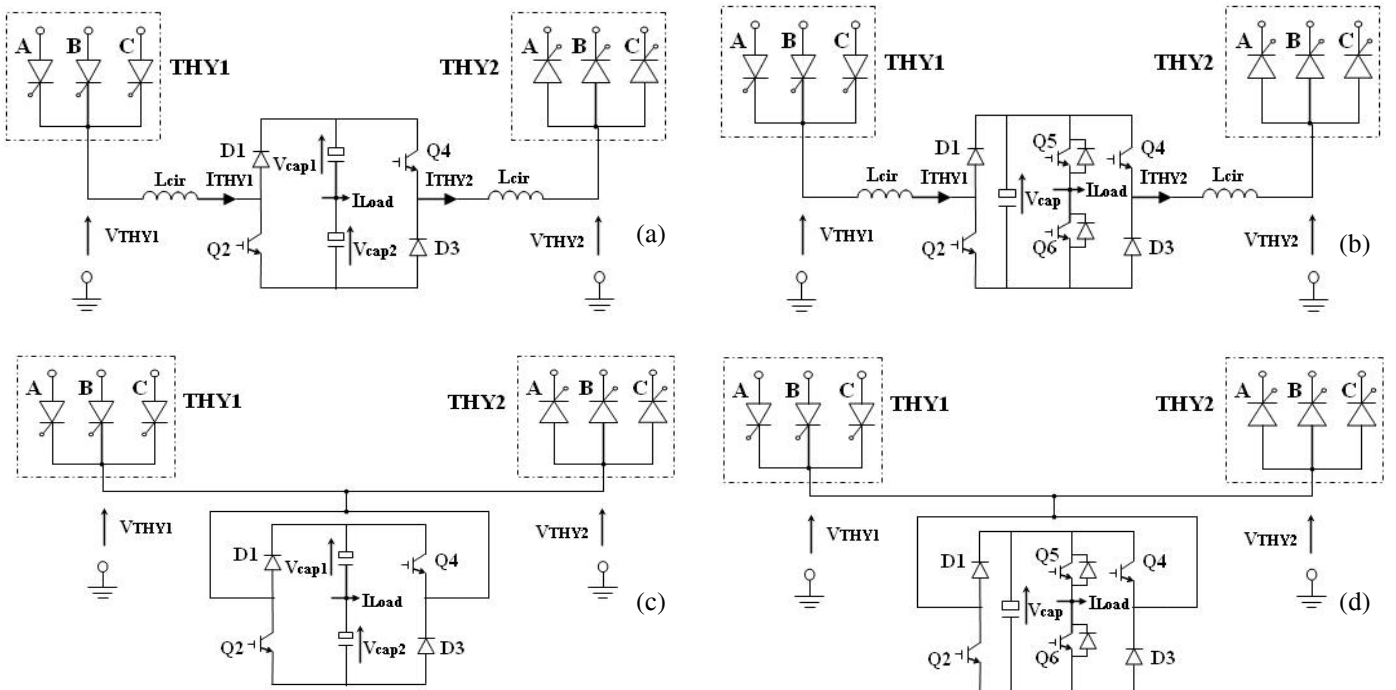 A B C THY1
THY2 A B C
D1 Vcap1 Q4
Lcir ITHY1 ILoad ITHY2 Lcir
VTHY1 Q2 Vcap2 D3 VTHY2 (a)
A B C THY1
THY2 A B C
D1 Q5 Q4
Lcir ITHY1 Vcap ILoad ITHY2 Lcir
VTHY1 Q2 Q6 D3 VTHY2 (b)
A B C THY1
THY2 A B C
VTHY1 VTHY2
D1 Vcap1 Q4
ILoad (c)
Q2 Vcap2 D3
A B C THY1
THY2 A B C
VTHY1 VTHY2
D1 Q5 Q4
Vcap ILoad (d)
Q2 Q6 D3